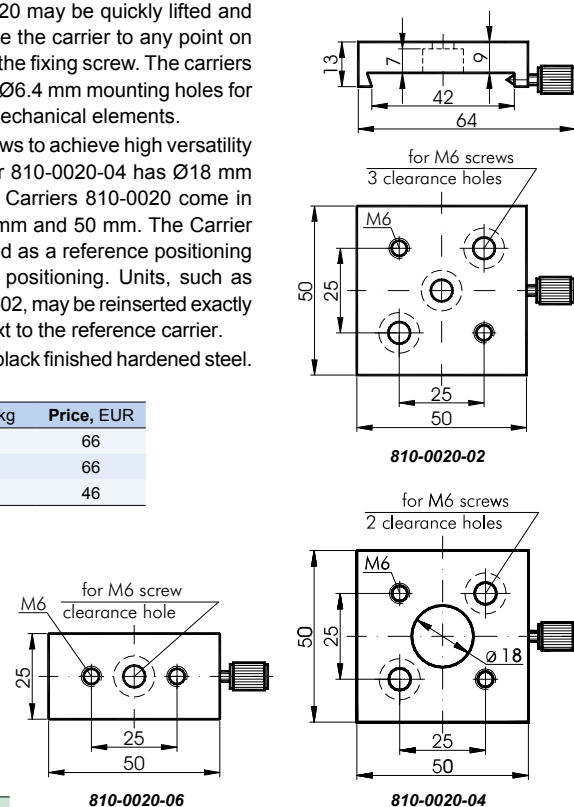 20 may be quickly lifted and
e the carrier to any point on
the fixing screw. The carriers
Ø6.4 mm mounting holes for
echanical elements.
ws to achieve high versatility
r 810-0020-04 has Ø18 mm
Carriers 810-0020 come in
mm and 50 mm. The Carrier
d as a reference positioning
positioning. Units, such as
02, may be reinserted exactly
xt to the reference carrier.
black finished hardened steel.
kg Price, EUR
66
66
46
13
7
9
42
64
for M6 screws
3 clearance holes
M6
50
25
25
50
810-0020-02
for M6 screws
2 clearance holes
M6
50
25
Ø 18
25
50
810-0020-04
M6
for M6 screw
clearance hole
25
25
50
810-0020-06